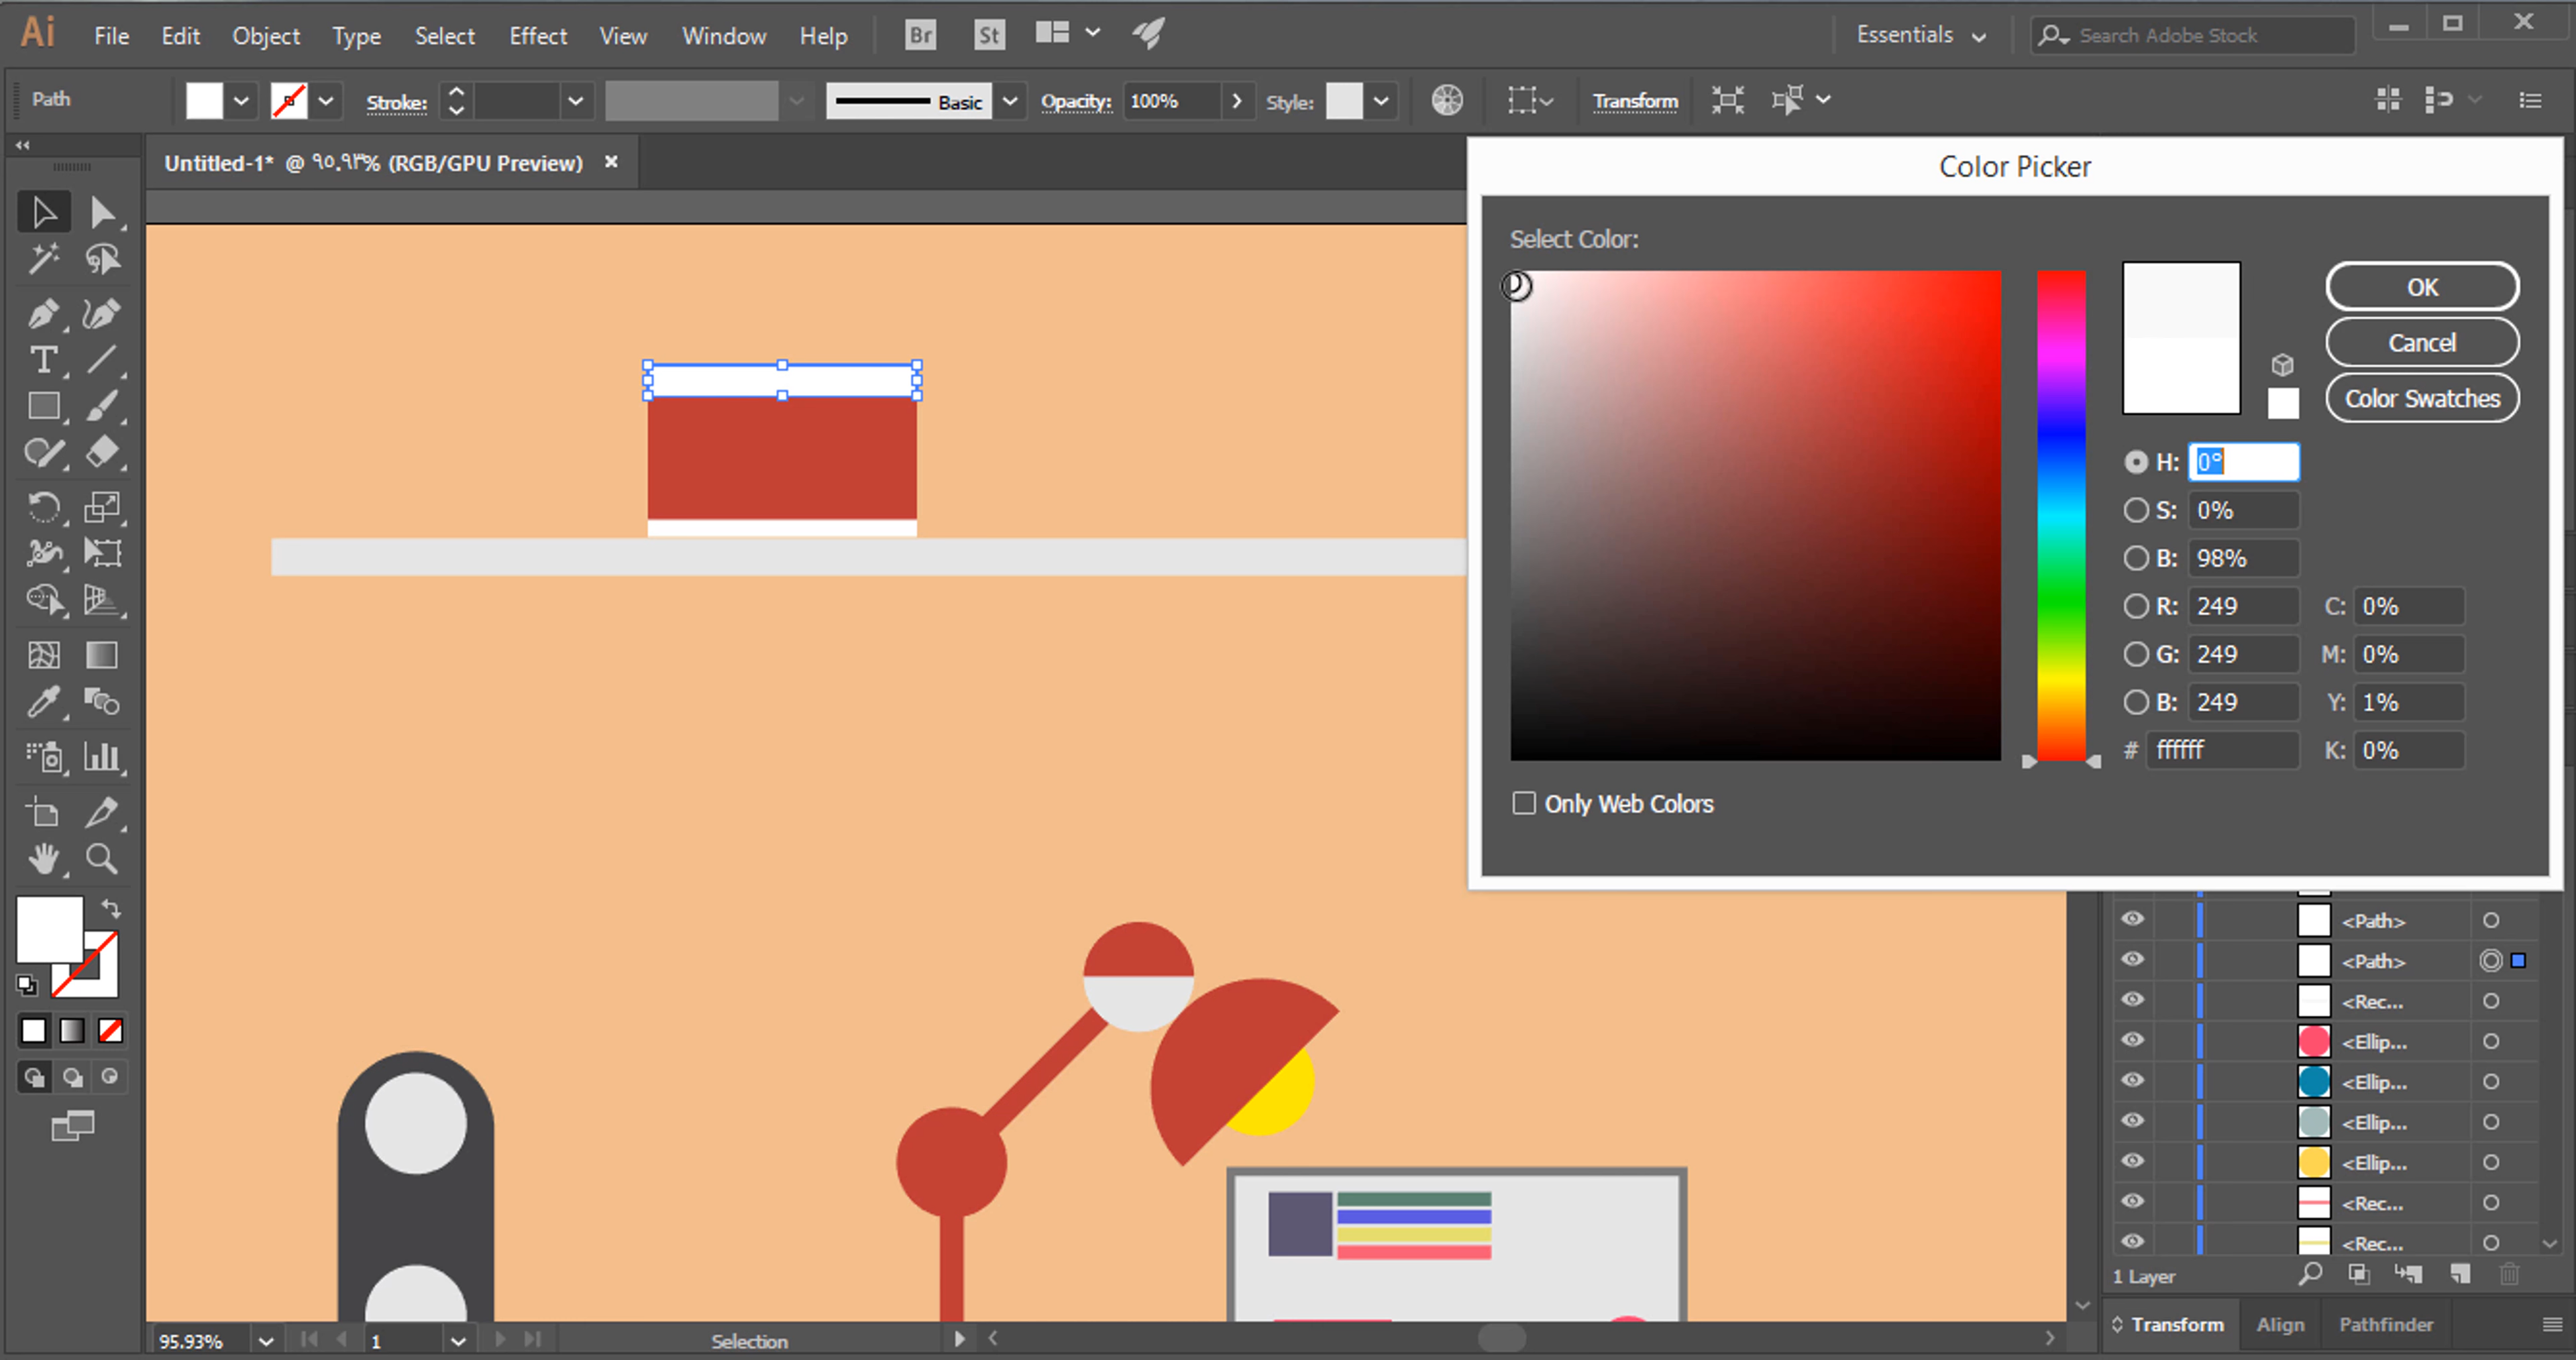 Ai File Edit Object Type Select Effect View Window Help Br St Essentials Search Adobe Stock
Path Stroke: Basic Opacity: 100% Style: Transform
Untitled-1* @ ٩٥.٩٣% (RGB/GPU Preview)
Color Picker
Select Color:
OK
Cancel
Color Swatches
H: 0°
S: 0%
B: 98%
R: 249 C: 0%
G: 249 M: 0%
B: 249 Y: 1%
# ffffff K: 0%
Only Web Colors
<Path>
<Path>
<Rec...
<Ellip...
<Ellip...
<Ellip...
<Ellip...
<Rec...
<Rec...
1 Layer
Transform Align Pathfinder
95.93% 1 Selection